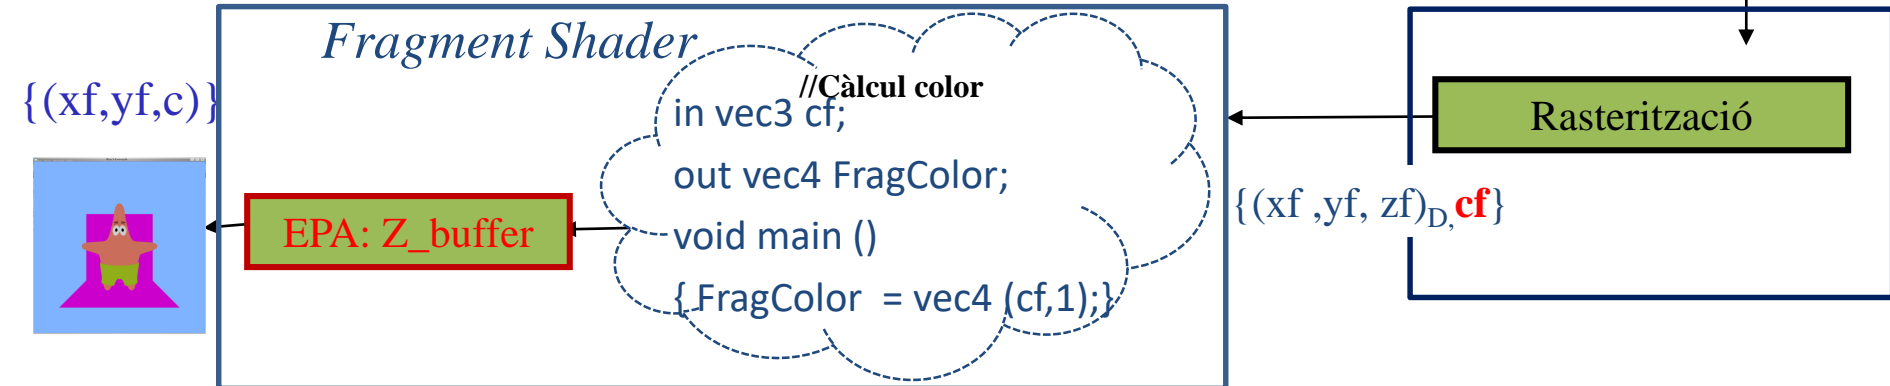 Fragment Shader
{(xf,yf,c)}
//Càlcul color
in vec3 cf;
out vec4 FragColor;
void main ()
{ FragColor = vec4 (cf,1);}
EPA: Z_buffer
Rasterització
{(xf ,yf, zf)D,cf}